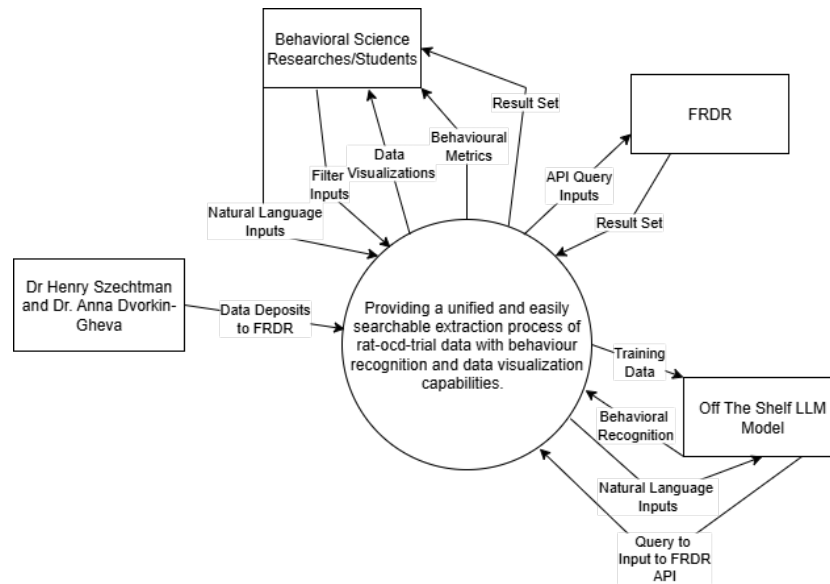 Behavioral Science
Researches/Students
Result Set
FRDR
Behavioural
Metrics
Data
Visualizations
Filter
Inputs
API Query
Inputs
Natural Language
Inputs
Result Set
Dr Henry Szechtman
and Dr. Anna Dvorkin-
Gheva
Data Deposits
to FRDR
Providing a unified and easily
searchable extraction process of
rat-ocd-trial data with behaviour
recognition and data visualization
capabilities.
Training
Data
Off The Shelf LLM
Model
Behavioral
Recognition
Natural Language
Inputs
Query to
Input to FRDR
API